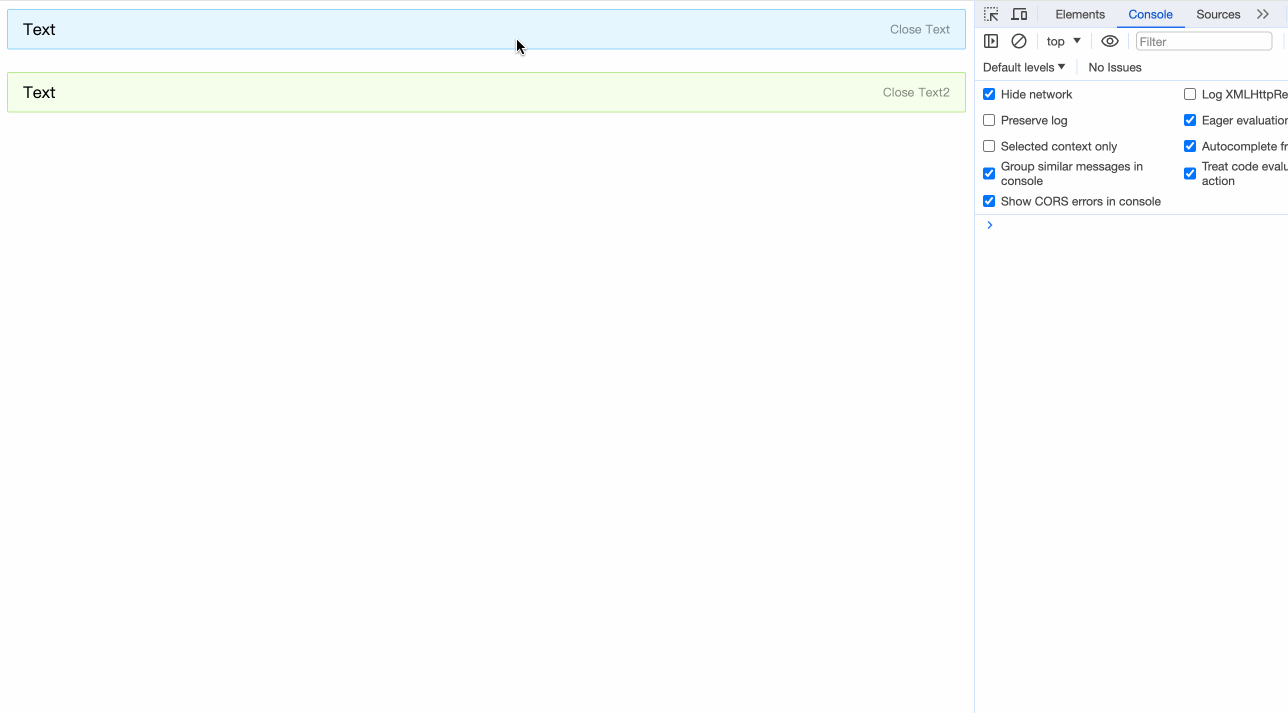 Text Close Text
Text Close Text2
Elements Console Sources
top Filter
Default levels No Issues
Hide network Log XMLHttpRe
Preserve log Eager evaluation
Selected context only Autocomplete fr
Group similar messages in console Treat code evalu action
Show CORS errors in console